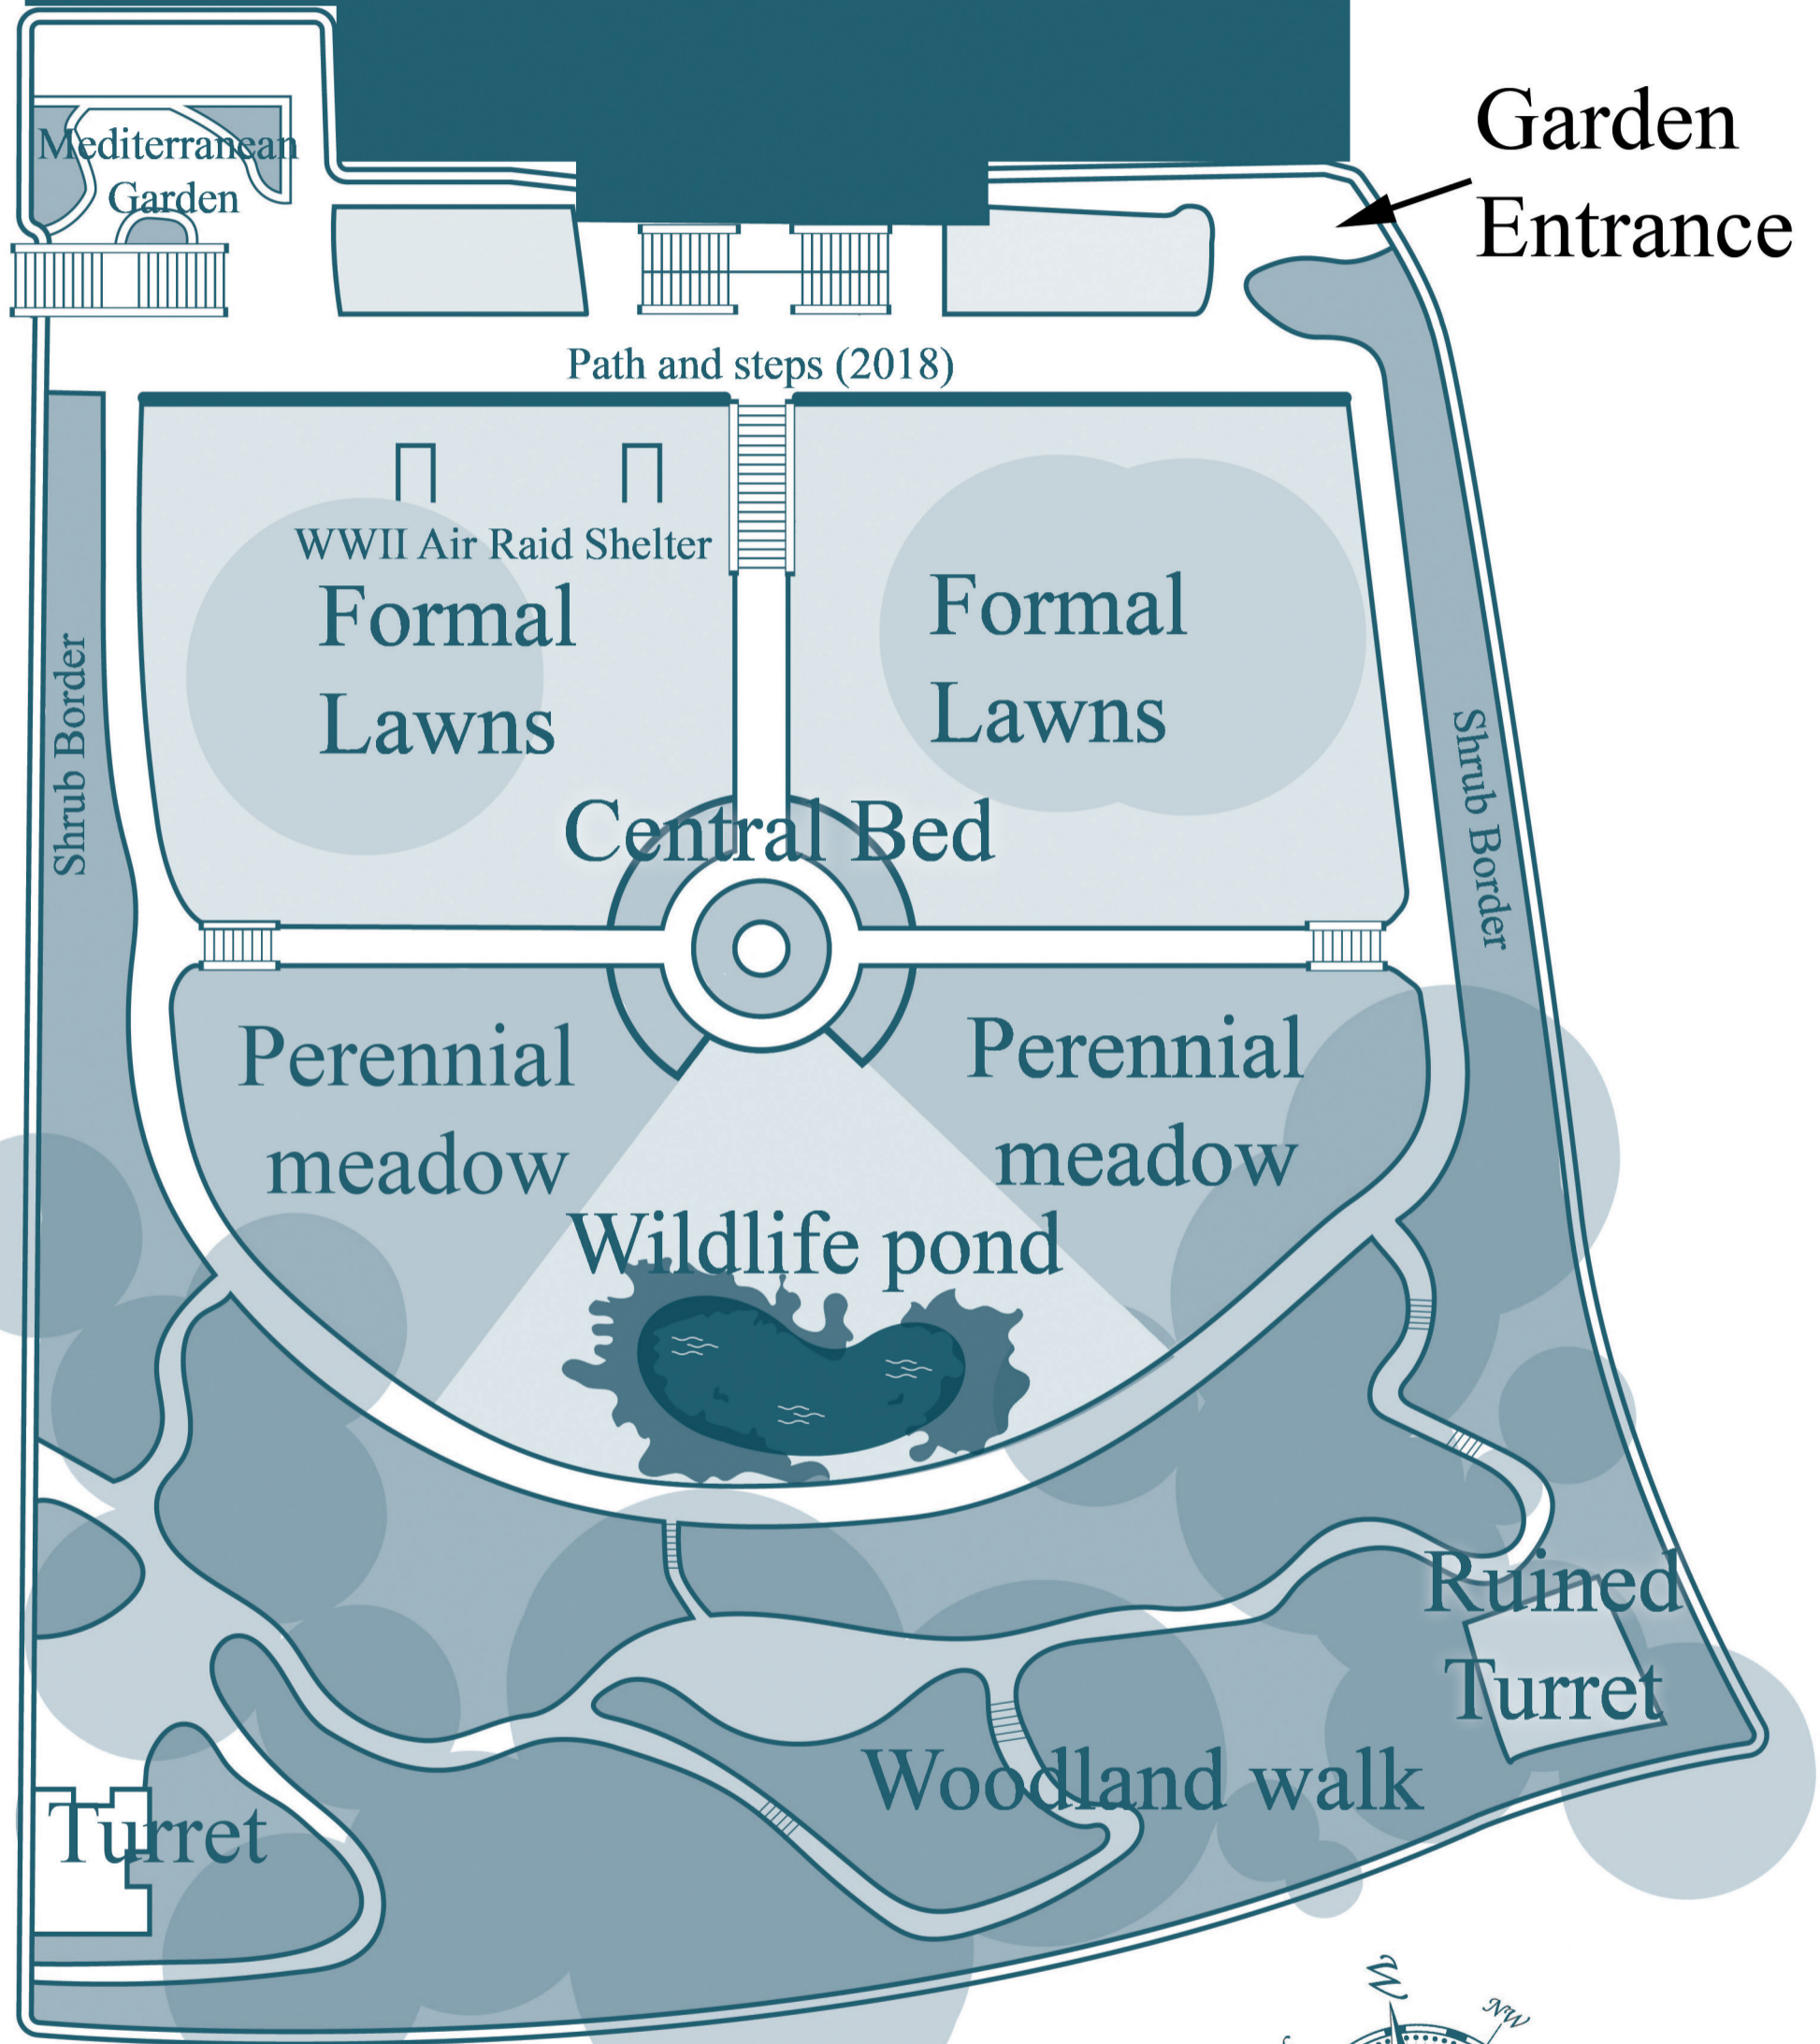 Garden
Entrance
Mediterranean
Garden
Path and steps (2018)
WWII Air Raid Shelter
Formal
Lawns
Formal
Lawns
Shrub Border
Shrub Border
Central Bed
Perennial
meadow
Perennial
meadow
Wildlife pond
Ruined
Turret
Woodland walk
Turret
W
NW